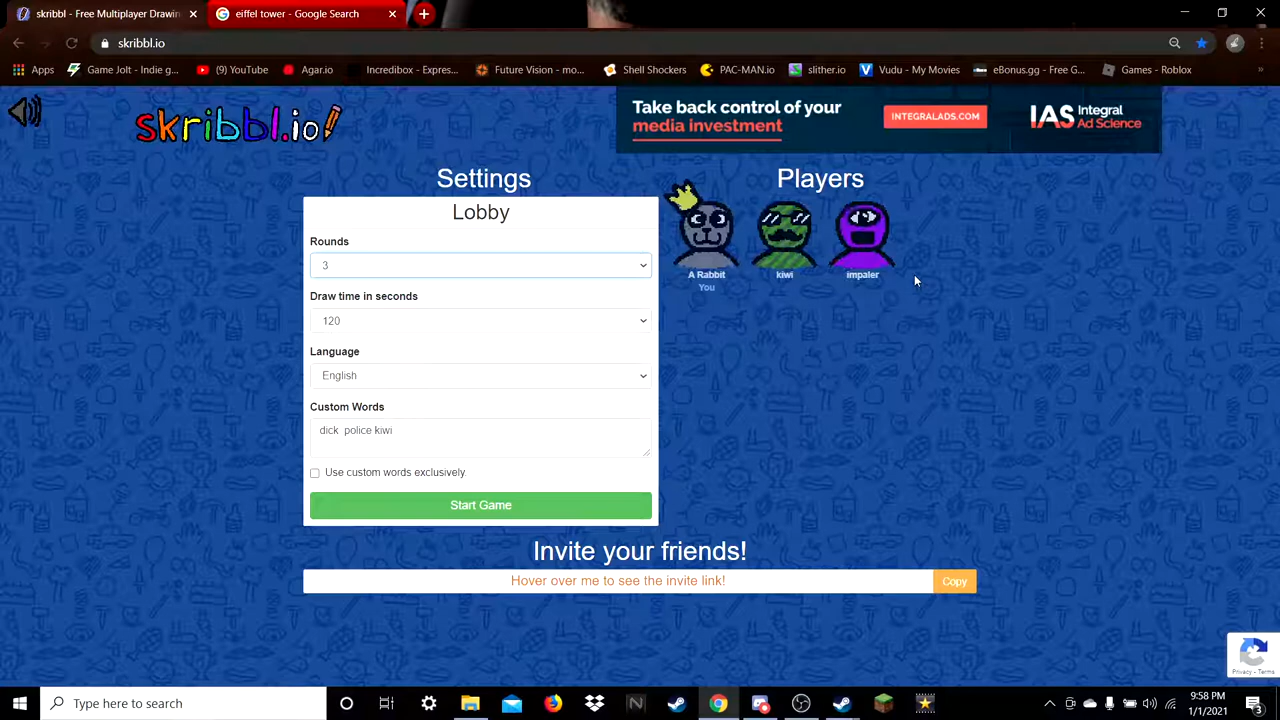 skribbl - Free Multiplayer Drawin
eiffel tower - Google Search
skribbl.io
Apps
Game Jolt - Indie g...
(9) YouTube
Agar.io
Incredibox - Expres...
Future Vision - mo...
Shell Shockers
PAC-MAN.io
slither.io
Vudu - My Movies
eBonus.gg - Free G...
Games - Roblox
»
skribbl.io
Take back control of your
media investment
INTEGRALADS.COM
IAS Integral
Ad Science
Settings
Players
Lobby
Rounds
3
Draw time in seconds
120
Language
English
Custom Words
dick  police kiwi
Use custom words exclusively.
Start Game
A Rabbit
You
kiwi
impaler
Invite your friends!
Hover over me to see the invite link!
Copy
Privacy - Terms
Type here to search
9:58 PM
1/1/2021
3